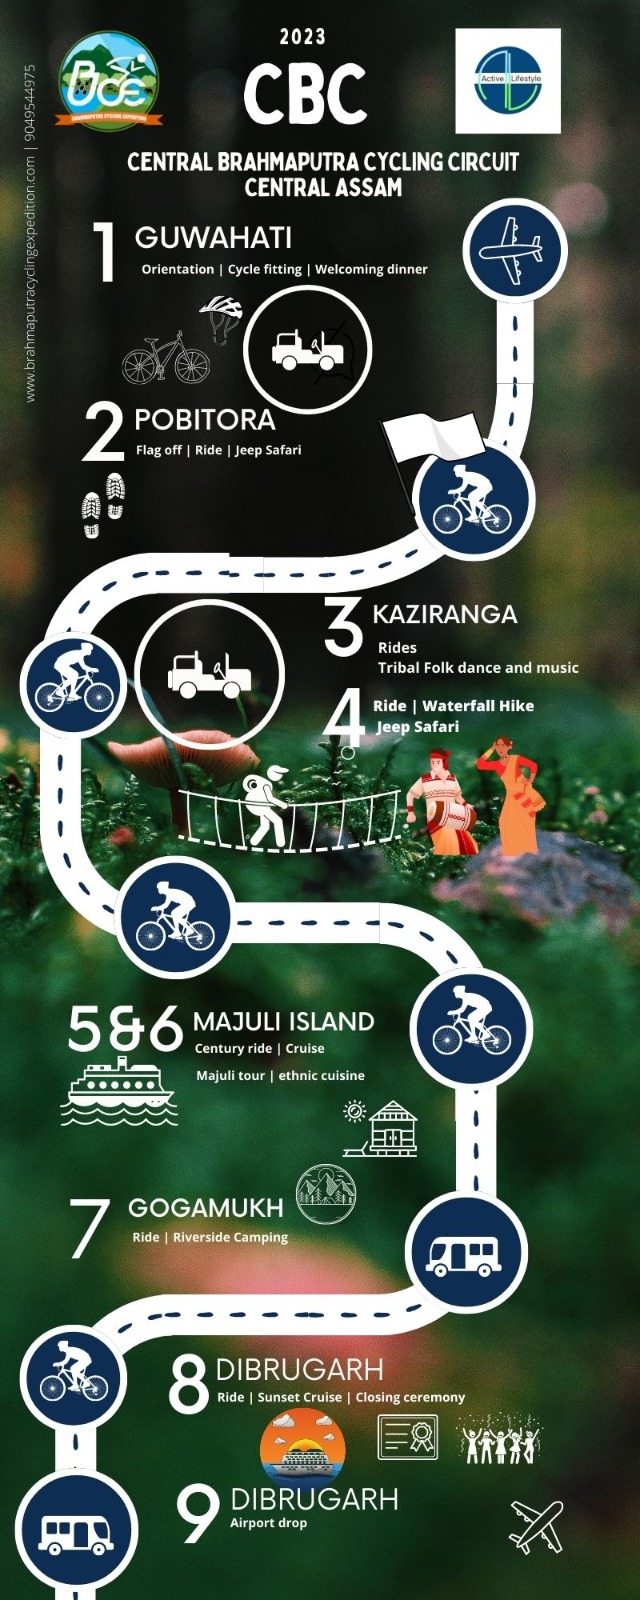 2023
CBC
BJCE
BRAHMAPUTRA CYCLING EXPEDITION
Active Lifestyle
www.brahmaputracyclingexpedition.com | 9049544975
CENTRAL BRAHMAPUTRA CYCLING CIRCUIT
CENTRAL ASSAM
1 GUWAHATI
Orientation | Cycle fitting | Welcoming dinner
2 POBITORA
Flag off | Ride | Jeep Safari
3 KAZIRANGA
Rides
Tribal Folk dance and music
4 Ride | Waterfall Hike
Jeep Safari
5&6 MAJULI ISLAND
Century ride | Cruise
Majuli tour | ethnic cuisine
7 GOGAMUKH
Ride | Riverside Camping
8 DIBRUGARH
Ride | Sunset Cruise | Closing ceremony
9 DIBRUGARH
Airport drop